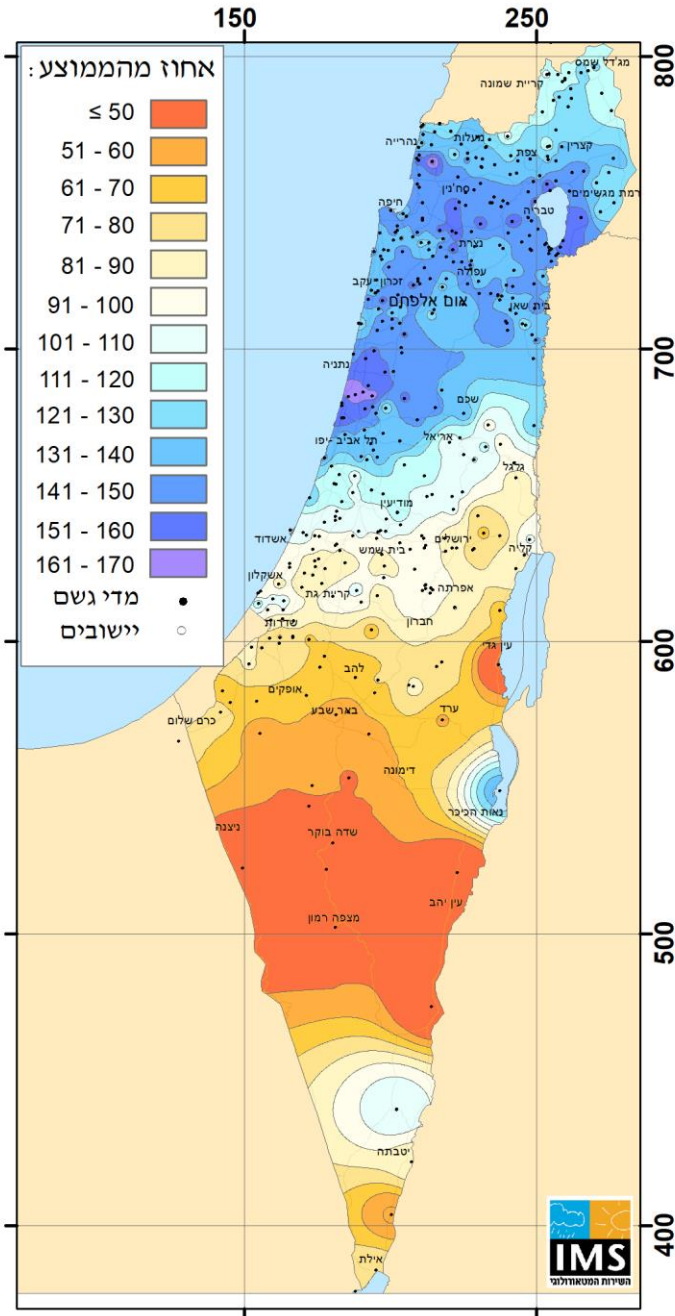 150 250
אחוז מהממוצע:
≤ 50
51 - 60
61 - 70
71 - 80
81 - 90
91 - 100
101 - 110
111 - 120
121 - 130
131 - 140
141 - 150
151 - 160
161 - 170
מדי גשם
יישובים
800
700
600
500
400
מג'דל שמס
קריית שמונה
נהרייה
מעלות
צפת
קצרין
רמת מגשימים
סח'נין
טבריה
חיפה
נצרת
עפולה
זכרון יעקב
אום אלפחם
בית שאן
נתניה
שכם
אריאל
תל אביב -יפו
גלגל
מודיעין
אשדוד
ירושלים
קליה
בית שמש
אשקלון
אפרתה
קריית גת
חברון
שדרות
עין גדי
להב
אופקים
ערד
באר שבע
כרם שלום
דימונה
נאות הכיכר
ניצנה
שדה בוקר
עין יהב
מצפה רמון
יטבתה
אילת
IMS
השירות המטאורולוגי